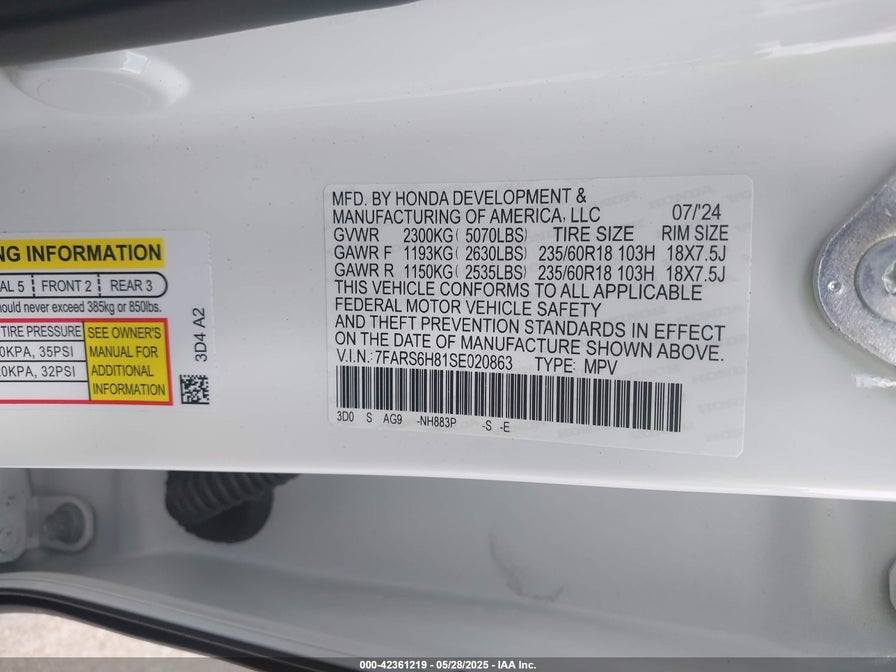 NG INFORMATION
AL 5 FRONT 2 REAR 3
hould never exceed 385kg or 850lbs.
TIRE PRESSURE
0KPA, 35PSI
0KPA, 32PSI
SEE OWNER'S
MANUAL FOR
ADDITIONAL
INFORMATION
3D4 A2
MFD. BY HONDA DEVELOPMENT &
MANUFACTURING OF AMERICA, LLC 07/'24
GVWR 2300KG( 5070LBS) TIRE SIZE RIM SIZE
GAWR F 1193KG( 2630LBS) 235/60R18 103H 18X7.5J
GAWR R 1150KG( 2535LBS) 235/60R18 103H 18X7.5J
THIS VEHICLE CONFORMS TO ALL APPLICABLE
FEDERAL MOTOR VEHICLE SAFETY
AND THEFT PREVENTION STANDARDS IN EFFECT
ON THE DATE OF MANUFACTURE SHOWN ABOVE.
V.I.N.:7FARS6H81SE020863 TYPE: MPV
3D0 S AG9 -NH883P -S -E
000-42361219 - 05/28/2025 - IAA Inc.